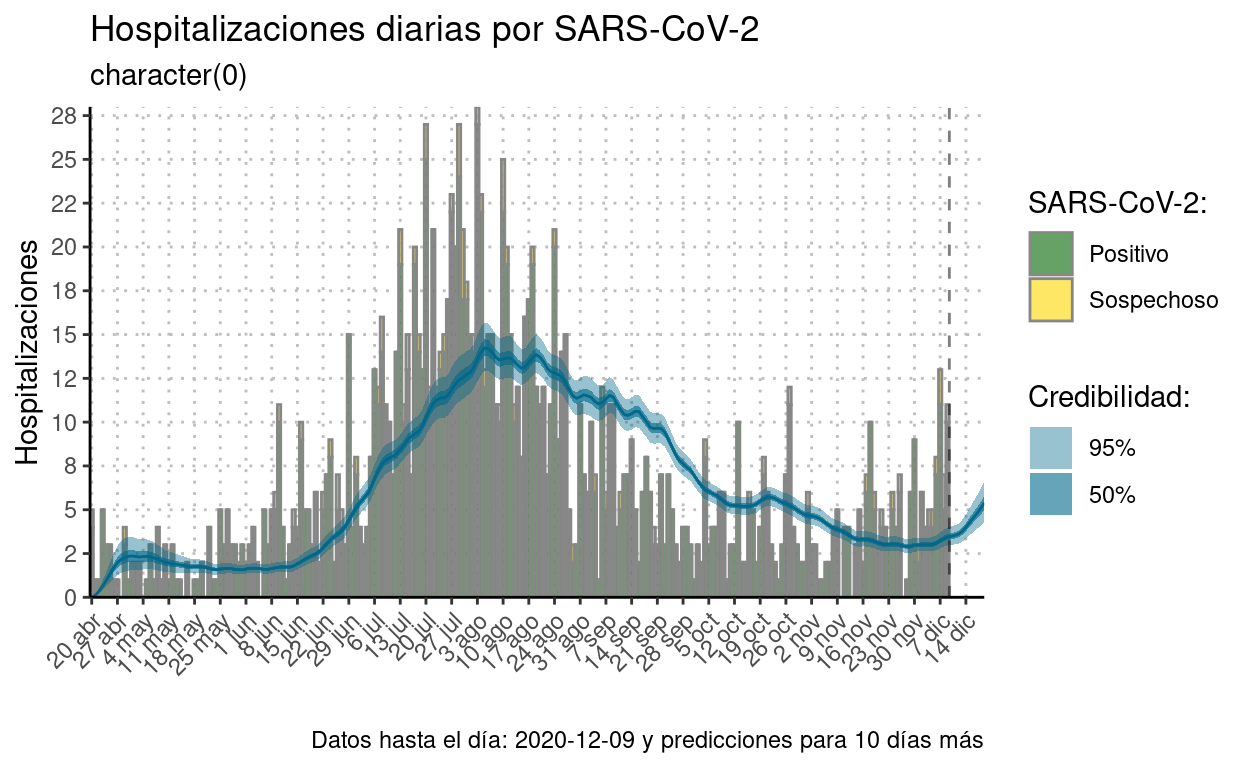 Hospitalizaciones diarias por SARS-CoV-2
character(0)
Hospitalizaciones
28
25
22
20
18
15
12
10
8
5
2
0
20 abr
27 abr
4 may
11 may
18 may
25 may
1 jun
8 jun
15 jun
22 jun
29 jun
6 jul
13 jul
20 jul
27 jul
3 ago
10 ago
17 ago
24 ago
31 ago
7 sep
14 sep
21 sep
28 sep
5 oct
12 oct
19 oct
26 oct
2 nov
9 nov
16 nov
23 nov
30 nov
7 dic
14 dic
SARS-CoV-2:
Positivo
Sospechoso
Credibilidad:
95%
50%
Datos hasta el día: 2020-12-09 y predicciones para 10 días más